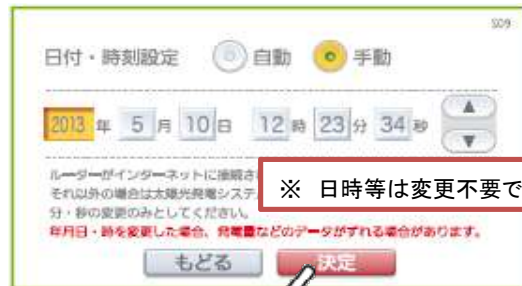 S09
日付・時刻設定 自動 手動
2013 年 5 月 10 日 12 時 23 分 34 秒
ルーターがインターネットに接続さ
それ以外の場合は太陽光発電システ
※ 日時等は変更不要で
分・秒の変更のみとしてください。
年月日・時を変更した場合、発電量などのデータがずれる場合があります。
もどる 決定